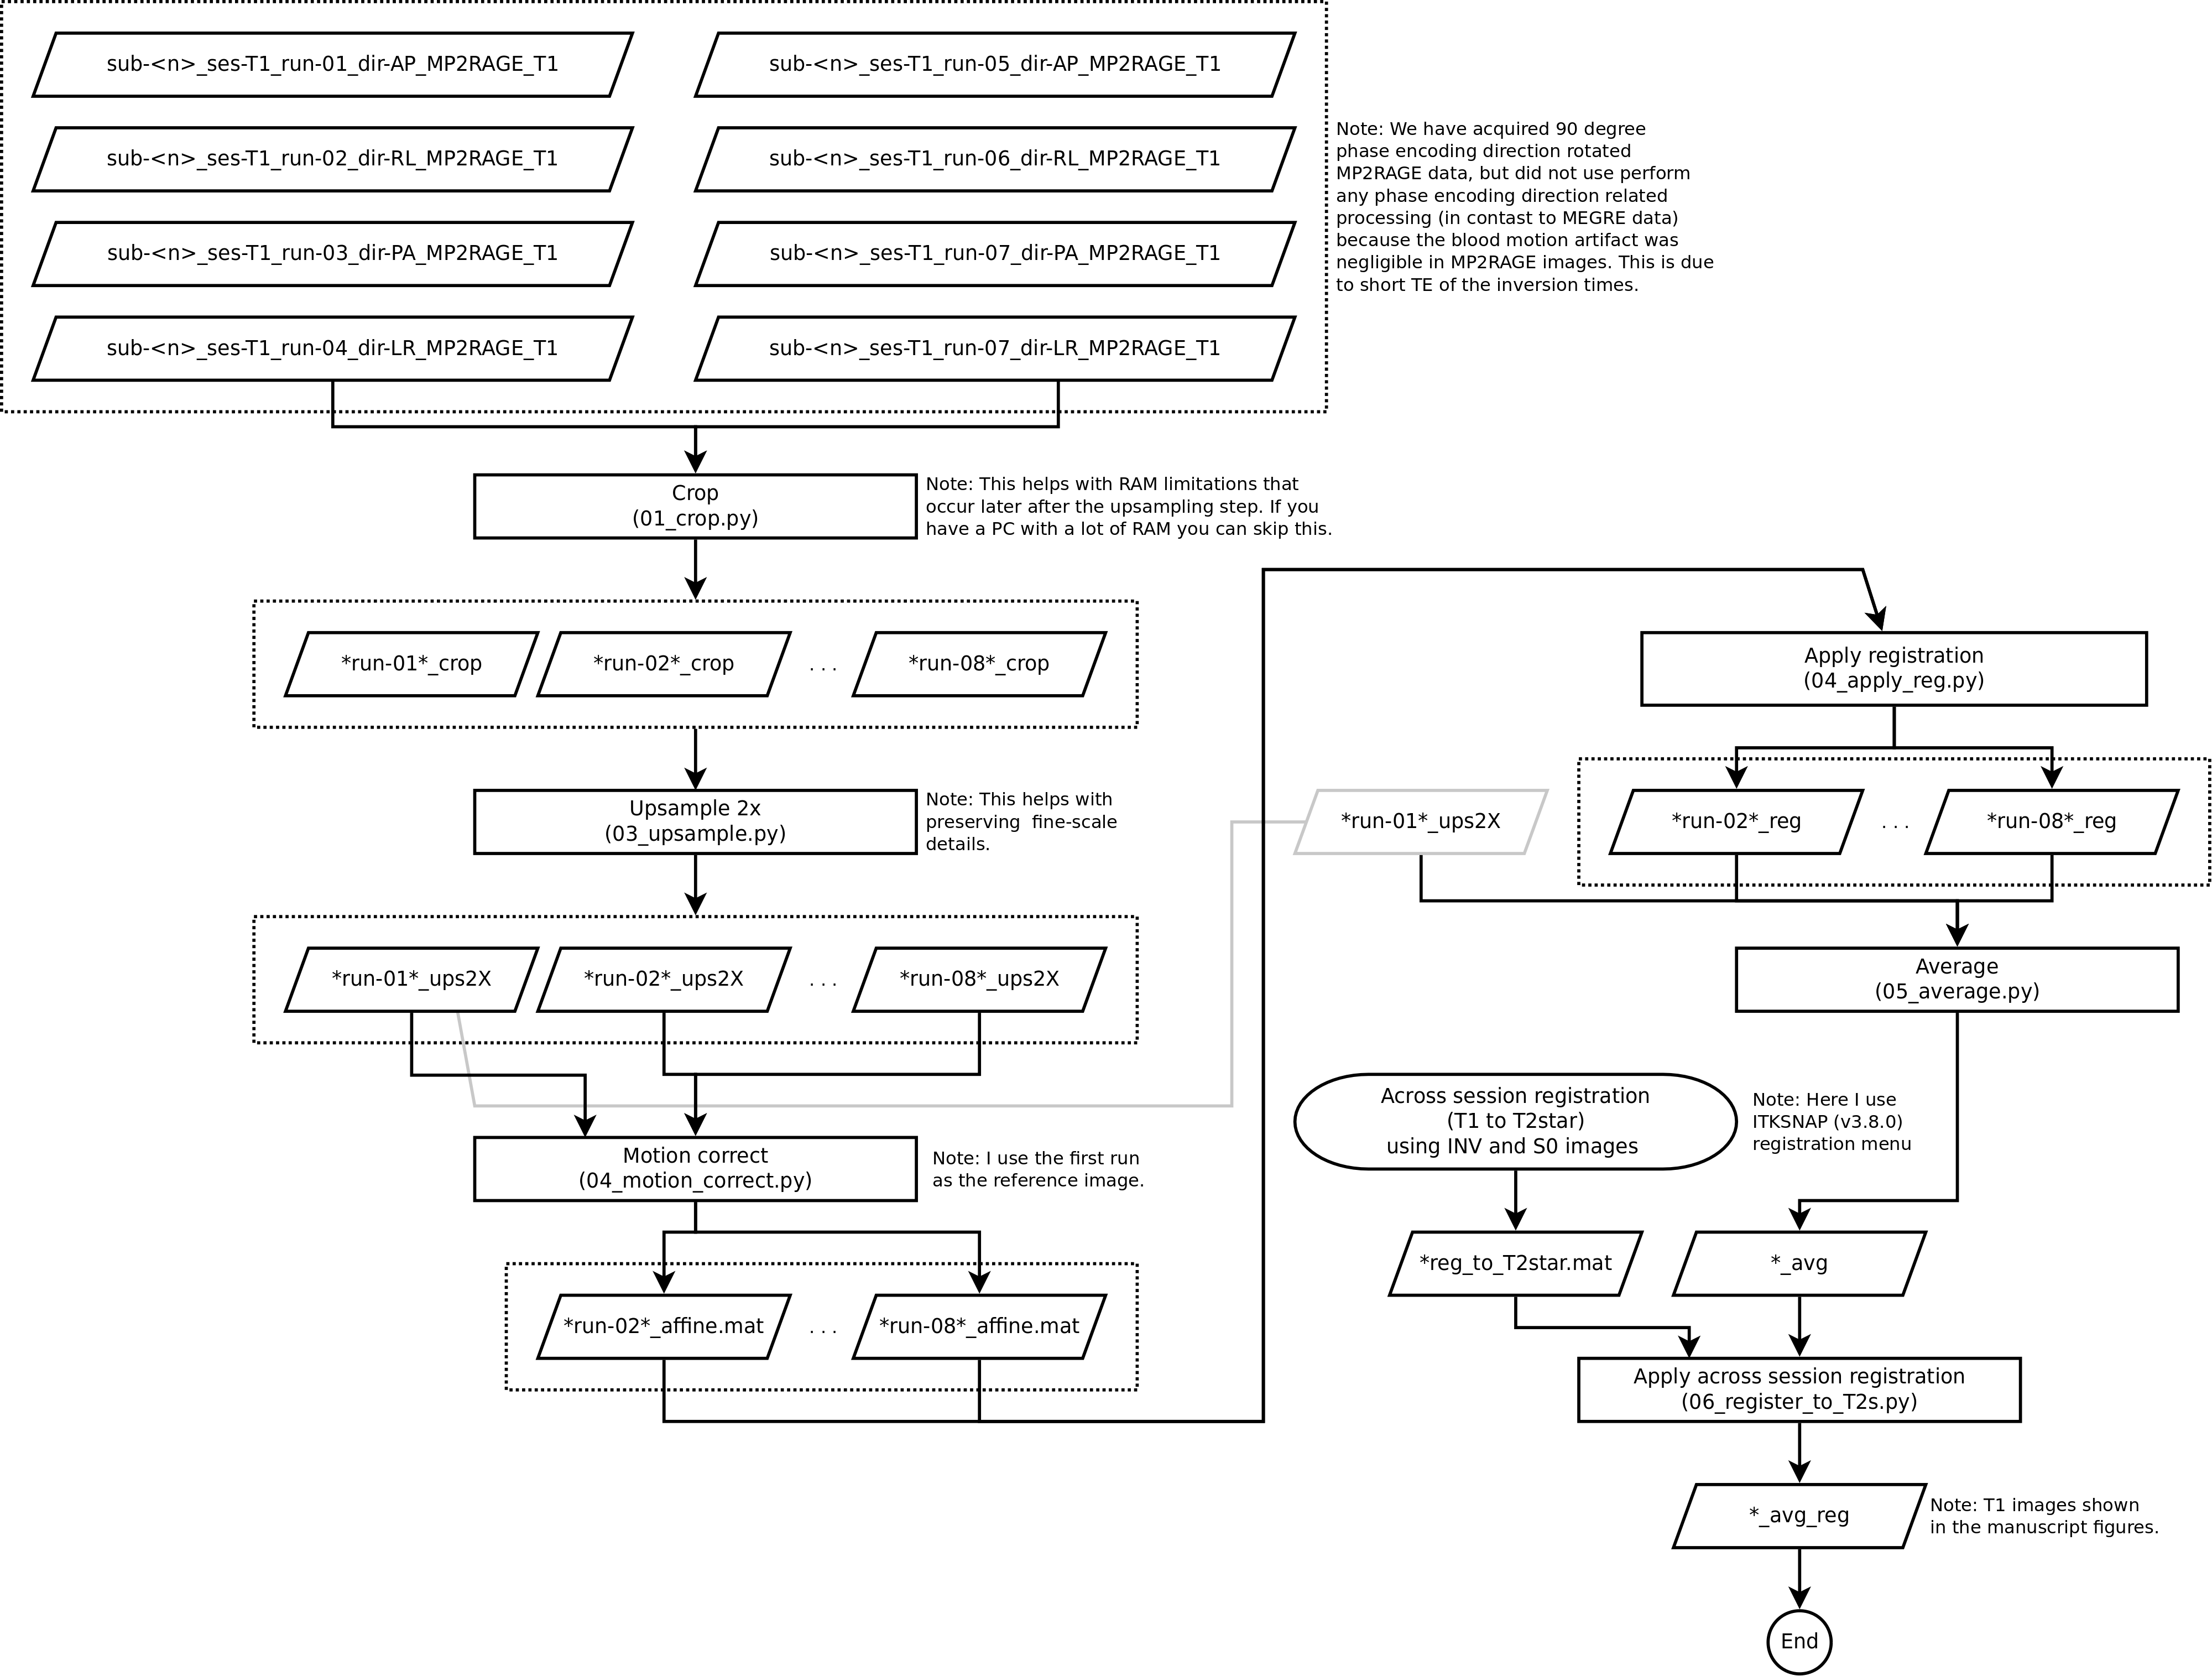 sub-<n>_ses-T1_run-01_dir-AP_MP2RAGE_T1
sub-<n>_ses-T1_run-05_dir-AP_MP2RAGE_T1
sub-<n>_ses-T1_run-02_dir-RL_MP2RAGE_T1
sub-<n>_ses-T1_run-06_dir-RL_MP2RAGE_T1
sub-<n>_ses-T1_run-03_dir-PA_MP2RAGE_T1
sub-<n>_ses-T1_run-07_dir-PA_MP2RAGE_T1
sub-<n>_ses-T1_run-04_dir-LR_MP2RAGE_T1
sub-<n>_ses-T1_run-07_dir-LR_MP2RAGE_T1
Note: We have acquired 90 degree
phase encoding direction rotated
MP2RAGE data, but did not use perform
any phase encoding direction related
processing (in contast to MEGRE data)
because the blood motion artifact was
negligible in MP2RAGE images. This is due
to short TE of the inversion times.
Crop
(01_crop.py)
Note: This helps with RAM limitations that
occur later after the upsampling step. If you
have a PC with a lot of RAM you can skip this.
*run-01*_crop
*run-02*_crop
. . .
*run-08*_crop
Upsample 2x
(03_upsample.py)
Note: This helps with
preserving  fine-scale
details.
*run-01*_ups2X
*run-02*_ups2X
. . .
*run-08*_ups2X
Motion correct
(04_motion_correct.py)
Note: I use the first run
as the reference image.
*run-02*_affine.mat
. . .
*run-08*_affine.mat
Apply registration
(04_apply_reg.py)
*run-01*_ups2X
*run-02*_reg
. . .
*run-08*_reg
Average
(05_average.py)
Across session registration
(T1 to T2star)
using INV and S0 images
Note: Here I use
ITKSNAP (v3.8.0)
registration menu
*reg_to_T2star.mat
*_avg
Apply across session registration
(06_register_to_T2s.py)
*_avg_reg
Note: T1 images shown
in the manuscript figures.
End